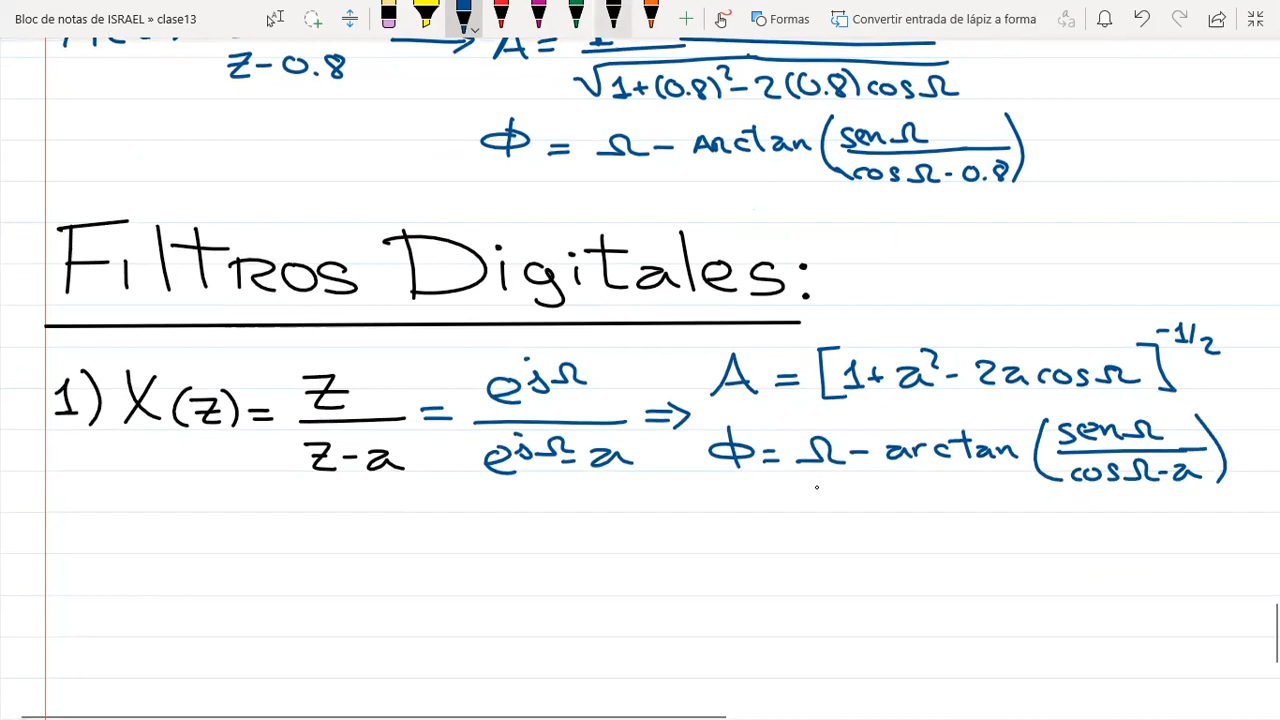 Bloc de notas de ISRAEL » clase13
Formas
Convertir entrada de lápiz a forma
z-0.8
A =
√1+(0.8)²-2(0.8)cosΩ
Φ = Ω - Arctan(senΩ/cosΩ-0.8)
Filtros Digitales:
1) X(z) = z/z-a = e^jΩ/e^jΩ-a ⇒ A = [1+a²-2acosΩ]^-1/2
Φ = Ω - arctan(senΩ/cosΩ-a)